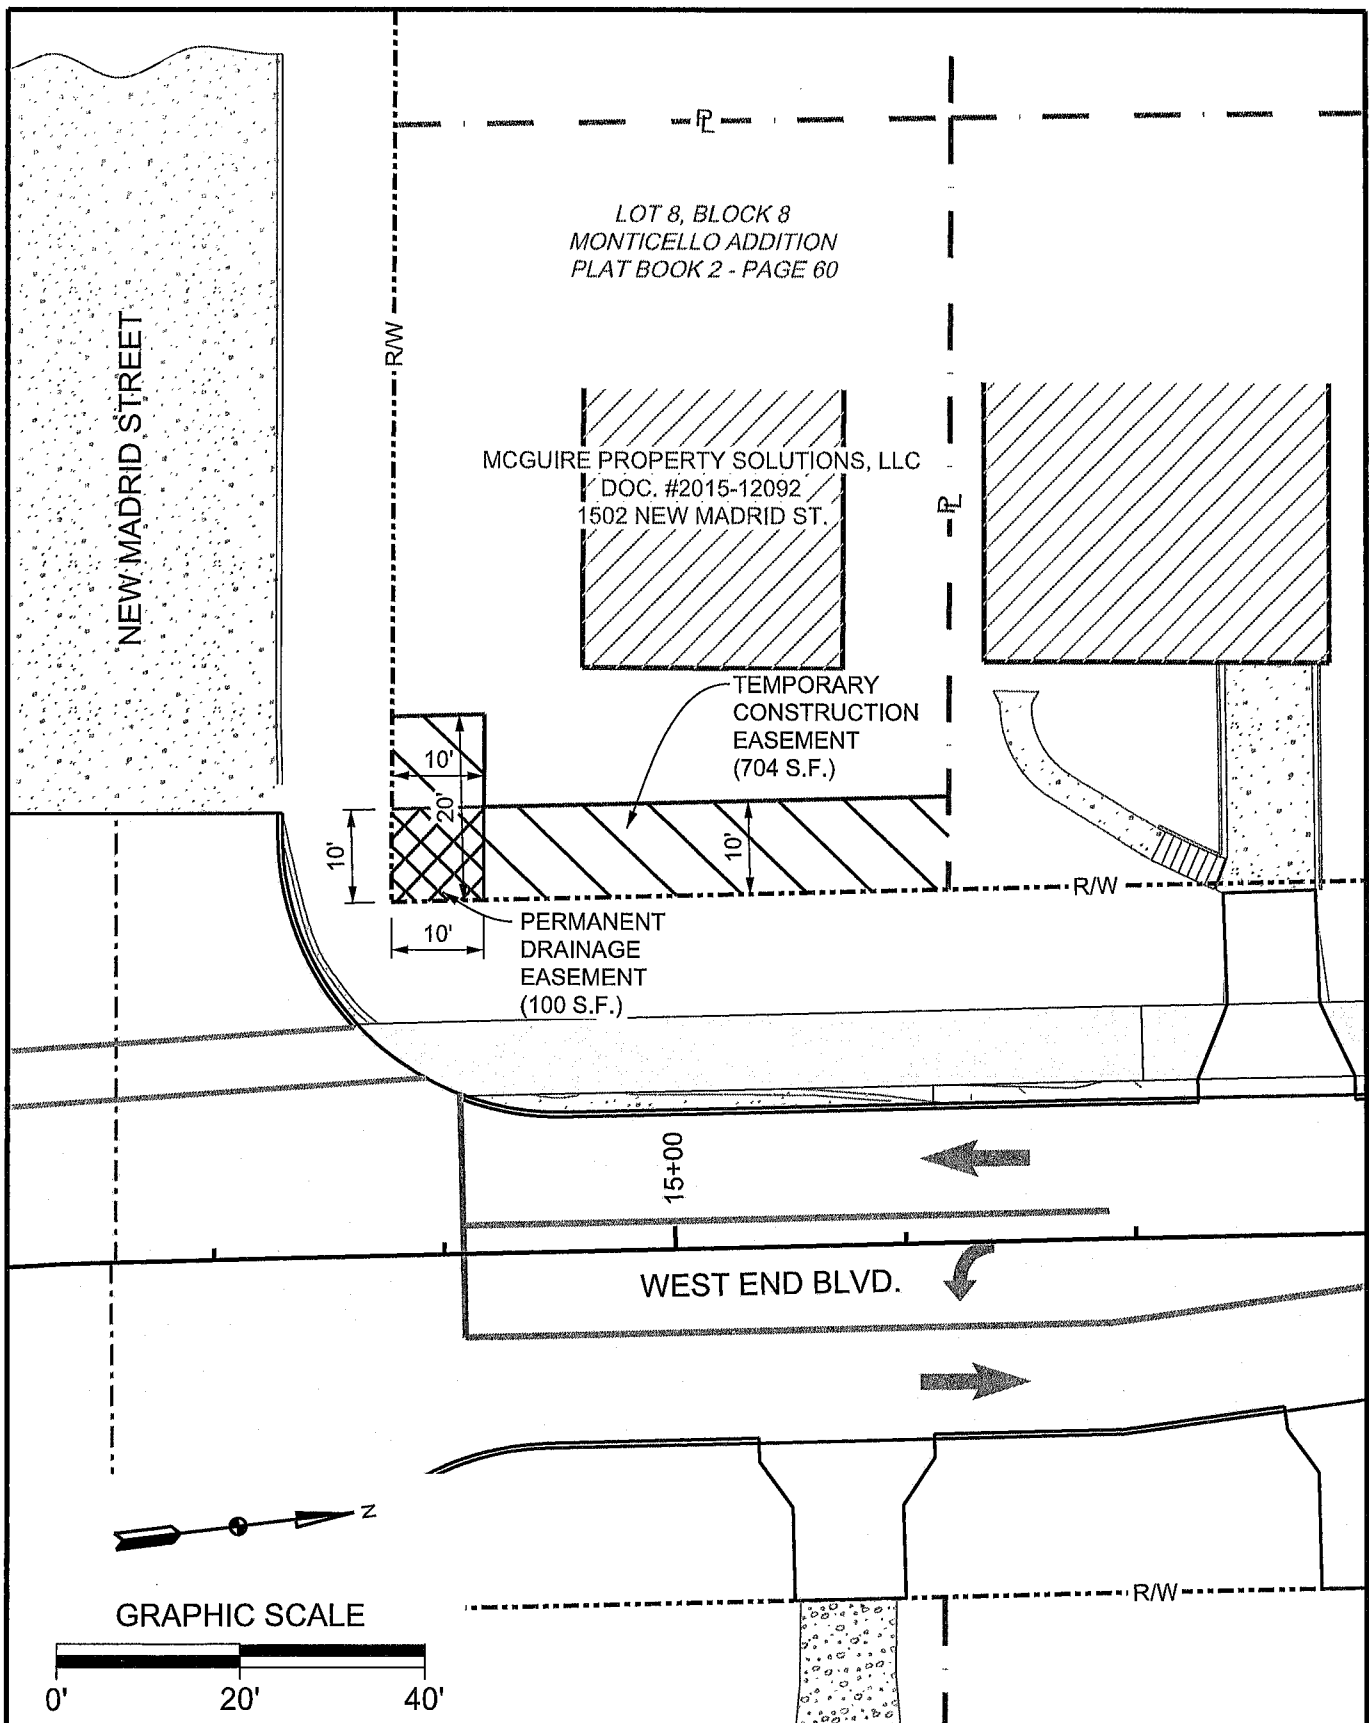 PL
LOT 8, BLOCK 8
MONTICELLO ADDITION
PLAT BOOK 2 - PAGE 60
R/W
NEW MADRID STREET
MCGUIRE PROPERTY SOLUTIONS, LLC
DOC. #2015-12092
1502 NEW MADRID ST.
PL
TEMPORARY
CONSTRUCTION
EASEMENT
(704 S.F.)
10'
20'
10'
10'
R/W
10'
PERMANENT
DRAINAGE
EASEMENT
(100 S.F.)
15+00
WEST END BLVD.
N
R/W
GRAPHIC SCALE
0' 20' 40'